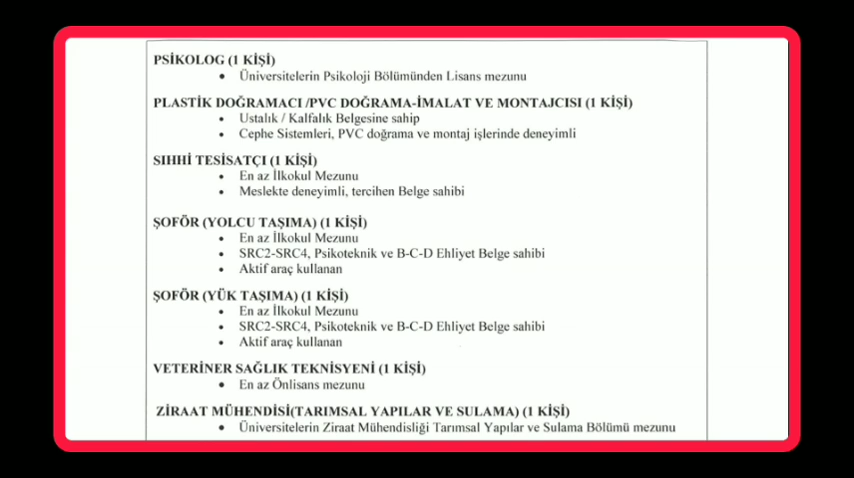 PSİKOLOG (1 KİŞİ)
• Üniversitelerin Psikoloji Bölümünden Lisans mezunu
PLASTİK DOĞRAMACI /PVC DOĞRAMA-İMALAT VE MONTAJCISI (1 KİŞİ)
• Ustalık / Kalfalık Belgesine sahip
• Cephe Sistemleri, PVC doğrama ve montaj işlerinde deneyimli
SIHHİ TESİSATÇI (1 KİŞİ)
• En az İlkokul Mezunu
• Meslekte deneyimli, tercihen Belge sahibi
ŞOFÖR (YOLCU TAŞIMA) (1 KİŞİ)
• En az İlkokul Mezunu
• SRC2-SRC4, Psikoteknik ve B-C-D Ehliyet Belge sahibi
• Aktif araç kullanan
ŞOFÖR (YÜK TAŞIMA) (1 KİŞİ)
• En az İlkokul Mezunu
• SRC2-SRC4, Psikoteknik ve B-C-D Ehliyet Belge sahibi
• Aktif araç kullanan
VETERİNER SAĞLIK TEKNİSYENİ (1 KİŞİ)
• En az Önlisans mezunu
ZİRAAT MÜHENDİSİ(TARIMSAL YAPILAR VE SULAMA) (1 KİŞİ)
• Üniversitelerin Ziraat Mühendisliği Tarımsal Yapılar ve Sulama Bölümü mezunu